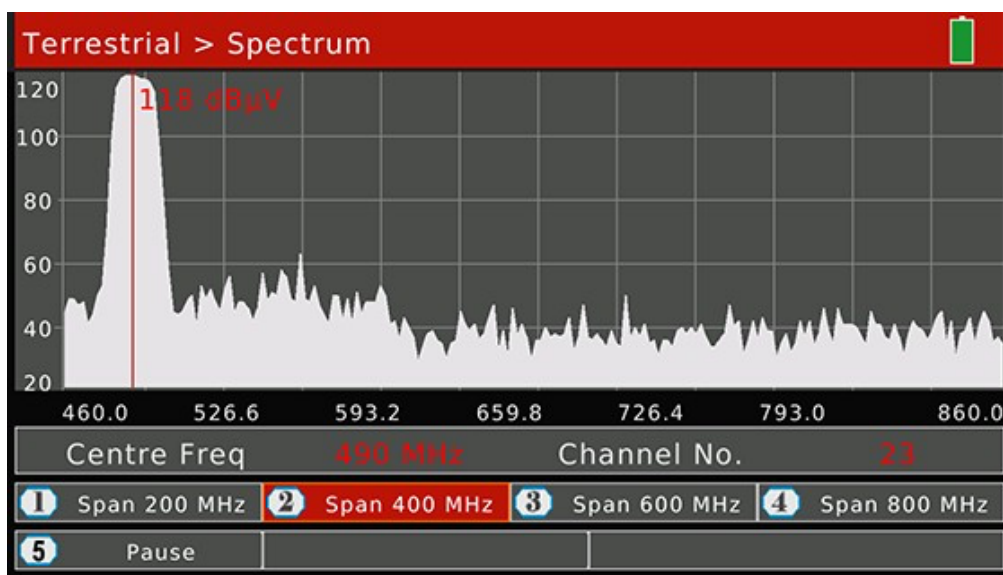 Terrestrial > Spectrum
118 dBµV
120
100
80
60
40
20
460.0 526.6 593.2 659.8 726.4 793.0 860.0
Centre Freq 490 MHz Channel No. 23
1 Span 200 MHz 2 Span 400 MHz 3 Span 600 MHz 4 Span 800 MHz
5 Pause